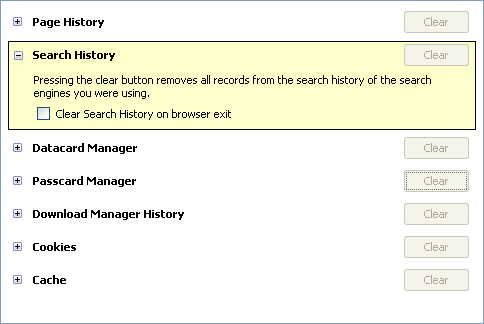 Page History Clear
Search History Clear
Pressing the clear button removes all records from the search history of the search
engines you were using.
Clear Search History on browser exit
Datacard Manager Clear
Passcard Manager Clear
Download Manager History Clear
Cookies Clear
Cache Clear